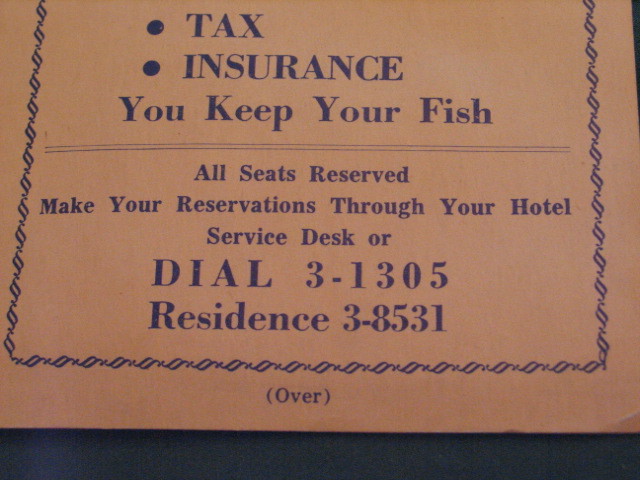 • TAX
• INSURANCE
You Keep Your Fish
All Seats Reserved
Make Your Reservations Through Your Hotel
Service Desk or
DIAL 3-1305
Residence 3-8531
(Over)